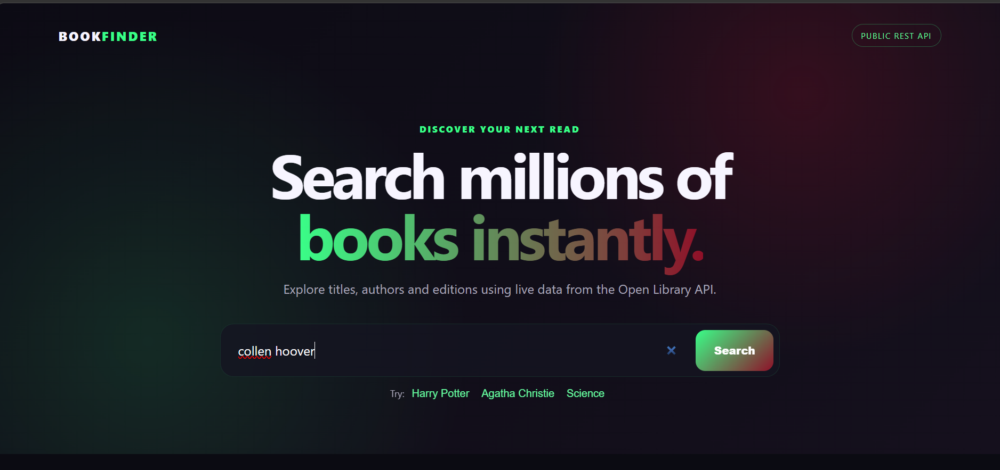 BOOKFINDER
PUBLIC REST API
DISCOVER YOUR NEXT READ
Search millions of
books instantly.
Explore titles, authors and editions using live data from the Open Library API.
collen hoover
Search
Try: Harry Potter Agatha Christie Science